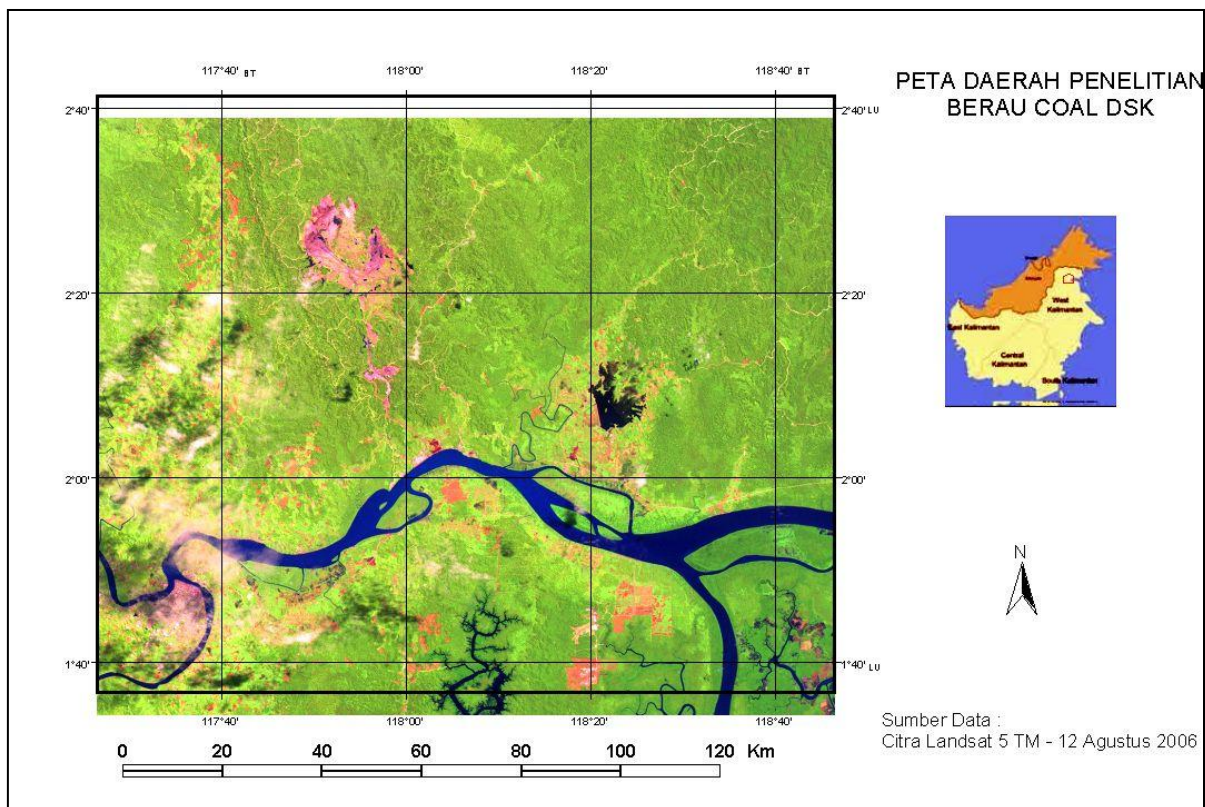 117°40' BT
118°00'
118°20'
118°40' BT
PETA DAERAH PENELITIAN
BERAU COAL DSK
2°40'
2°40' LU
2°20'
2°20'
West
Kalimantan
East Kalimantan
Central
Kalimantan
South Kalimantan
2°00'
2°00'
N
1°40'
1°40' LU
117°40'
118°00'
118°20'
118°40'
Sumber Data :
Citra Landsat 5 TM - 12 Agustus 2006
0 20 40 60 80 100 120 Km